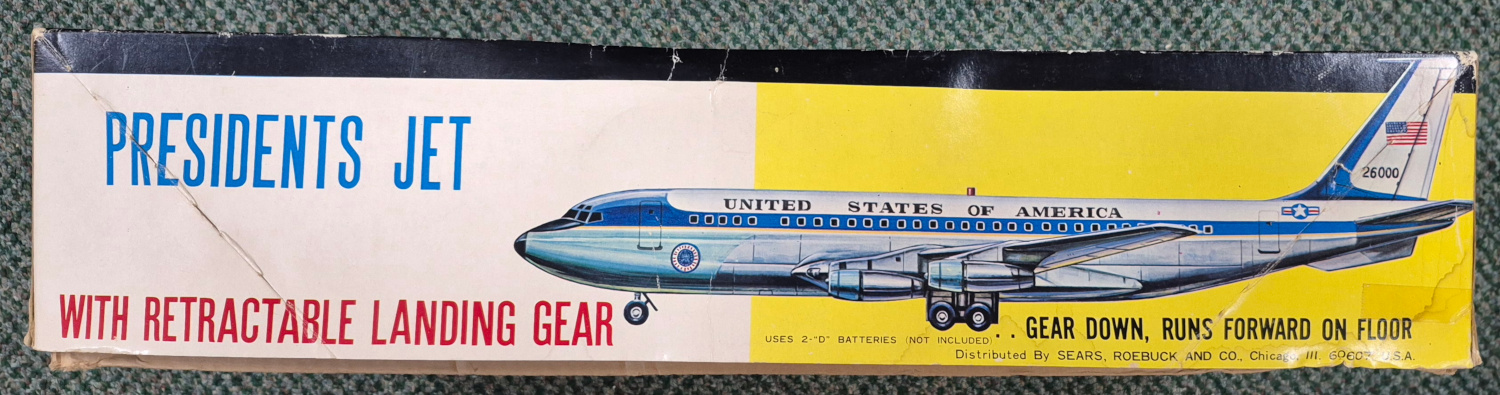 PRESIDENTS JET
UNITED STATES OF AMERICA
26000
WITH RETRACTABLE LANDING GEAR
. . GEAR DOWN, RUNS FORWARD ON FLOOR
USES 2-"D" BATTERIES (NOT INCLUDED)
Distributed By SEARS, ROEBUCK AND CO., Chicago, Ill. 60607 U.S.A.